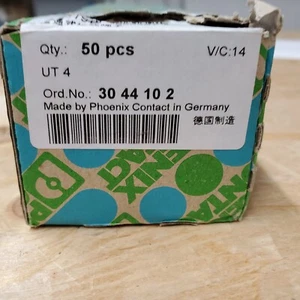 Qty.: 50 pcs V/C:14
UT 4
Ord.No.: 30 44 10 2
Made by Phoenix Contact in Germany
德国制造